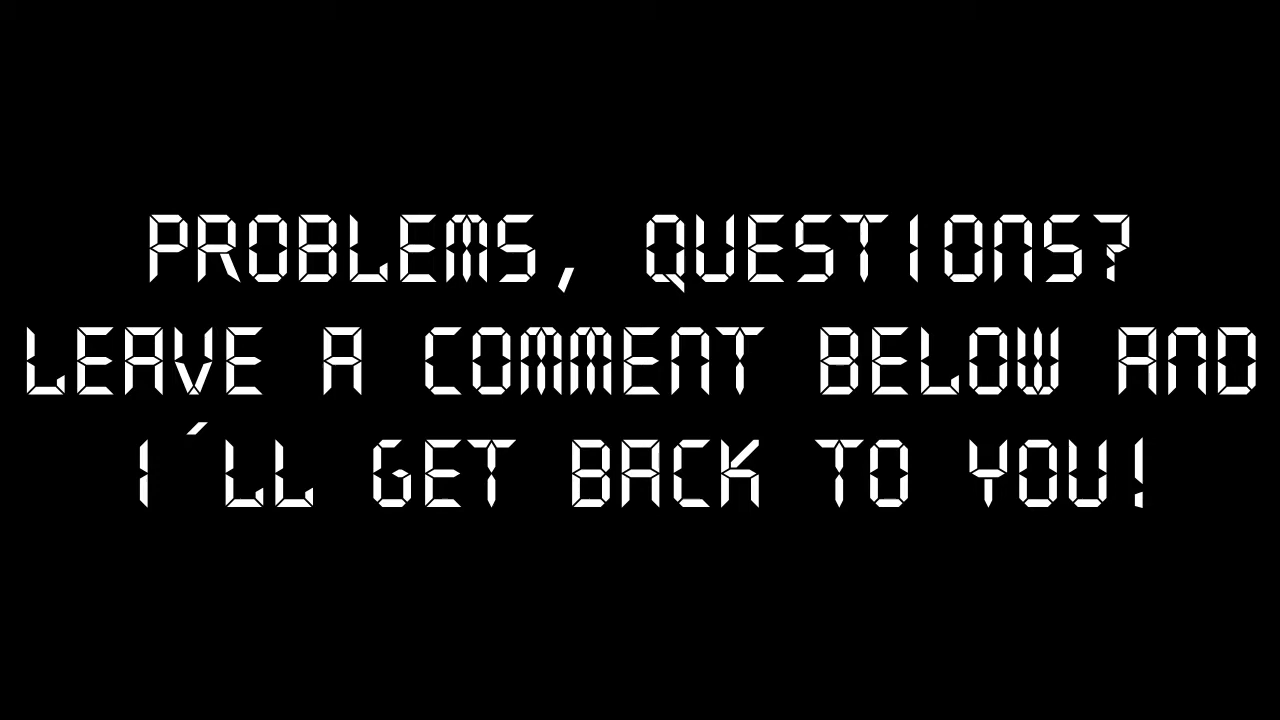 PROBLEMS, QUESTIONS?
LEAVE A COMMENT BELOW AND
I´LL GET BACK TO YOU!